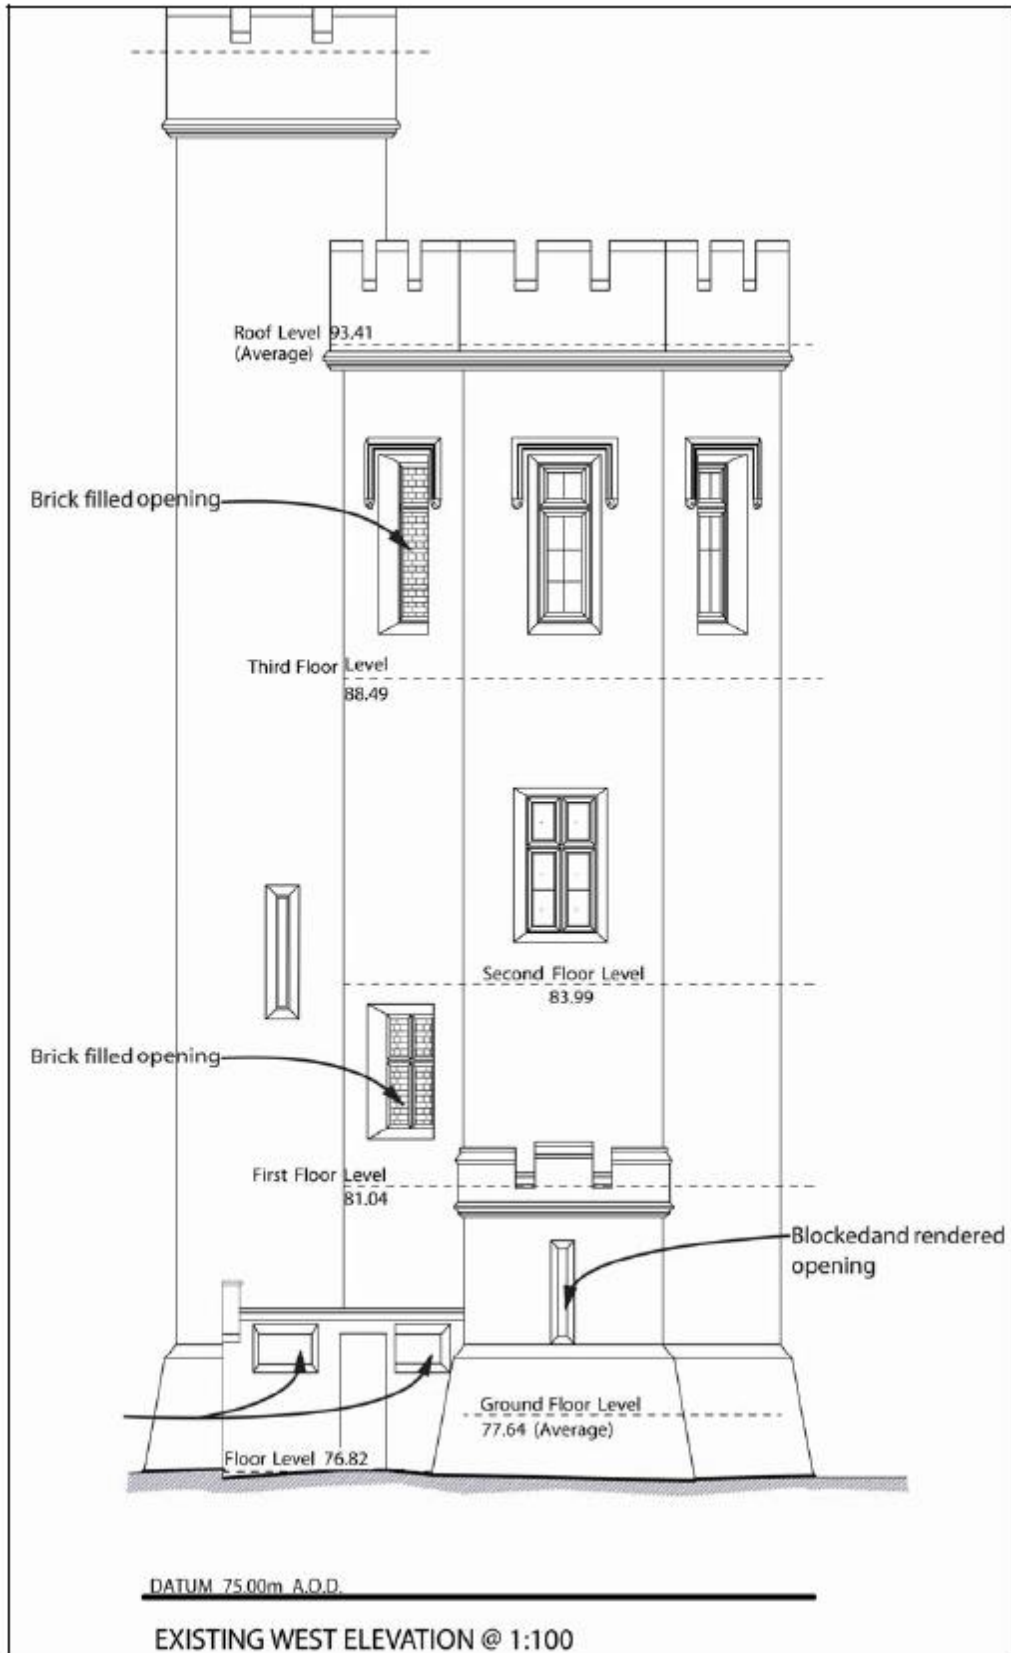 Roof Level 93.41
(Average)
Brick filled opening
Third Floor Level
88.49
Second Floor Level
83.99
Brick filled opening
First Floor Level
81.04
Blockedand rendered
opening
Ground Floor Level
77.64 (Average)
Floor Level 76.82
DATUM 75.00m A.O.D.
EXISTING WEST ELEVATION @ 1:100